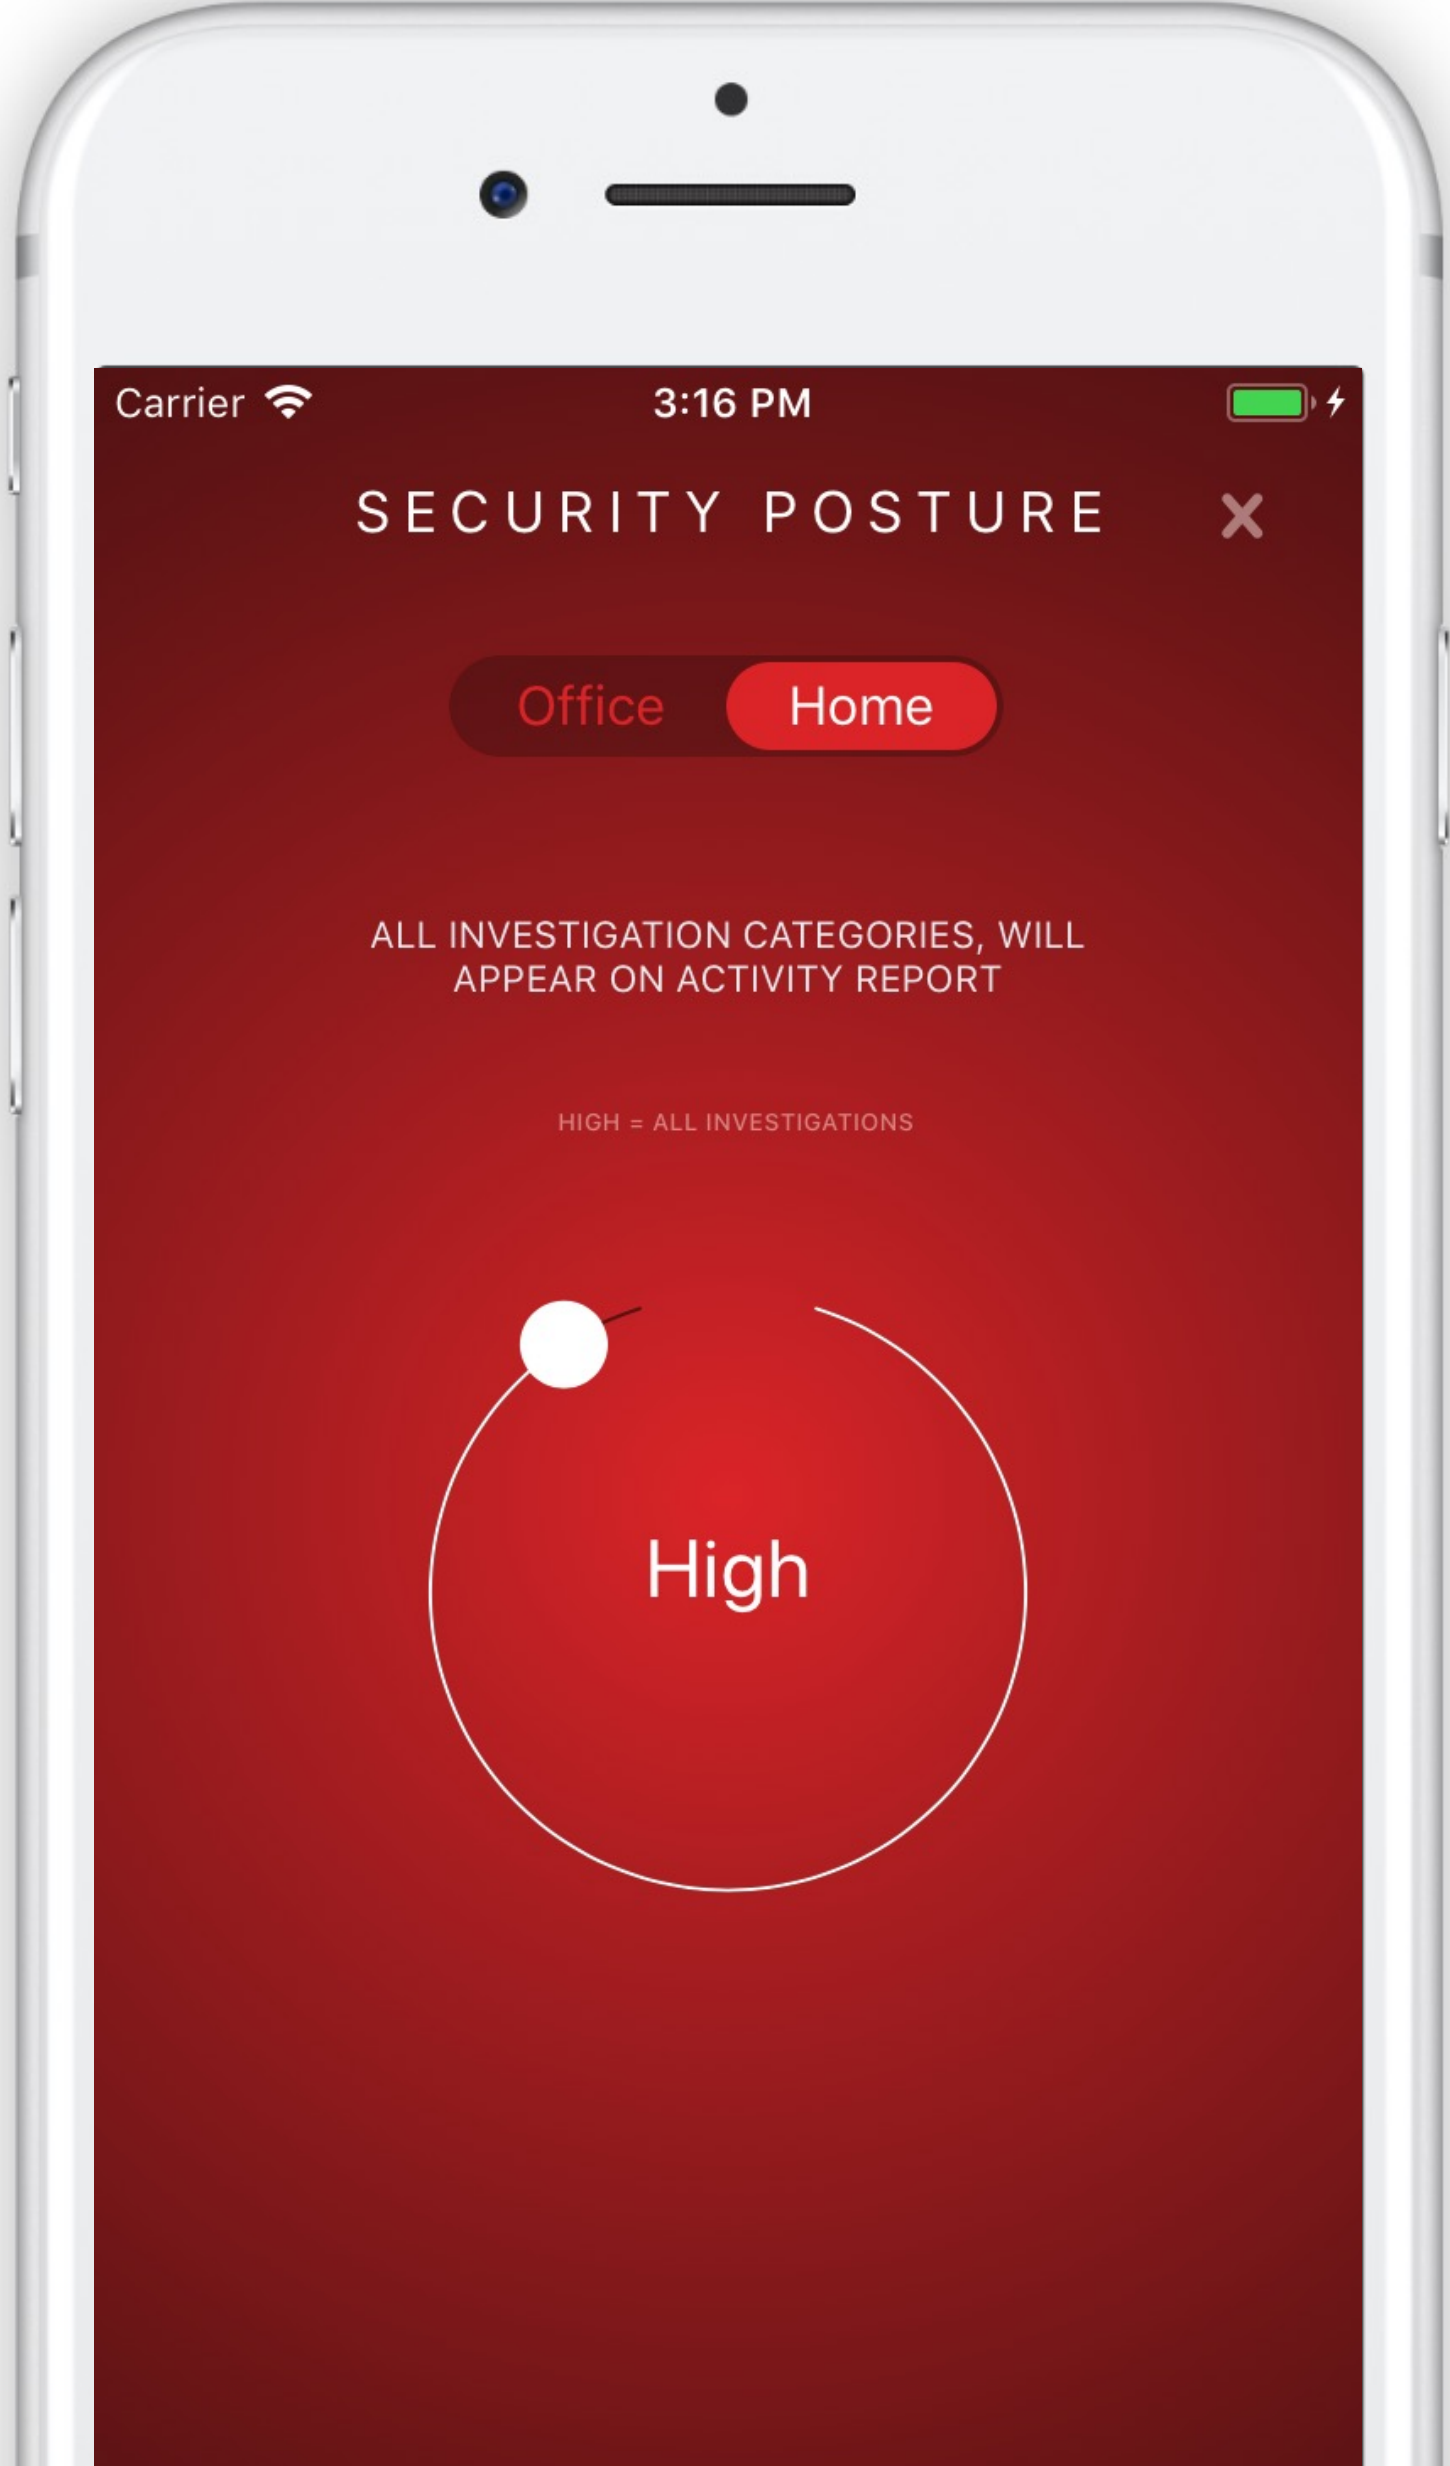 Carrier 3:16 PM
SECURITY POSTURE
Office Home
ALL INVESTIGATION CATEGORIES, WILL
APPEAR ON ACTIVITY REPORT
HIGH = ALL INVESTIGATIONS
High